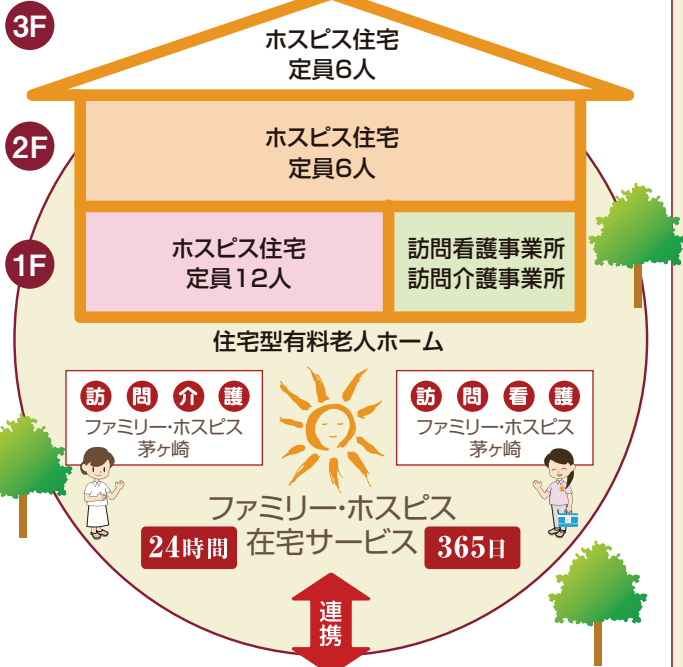 3F
ホスピス住宅
定員6人
2F
ホスピス住宅
定員6人
1F
ホスピス住宅
定員12人
訪問看護事業所
訪問介護事業所
住宅型有料老人ホーム
訪問介護
ファミリー・ホスピス
茅ヶ崎
訪問看護
ファミリー・ホスピス
茅ヶ崎
ファミリー・ホスピス
24時間 在宅サービス 365日
連携